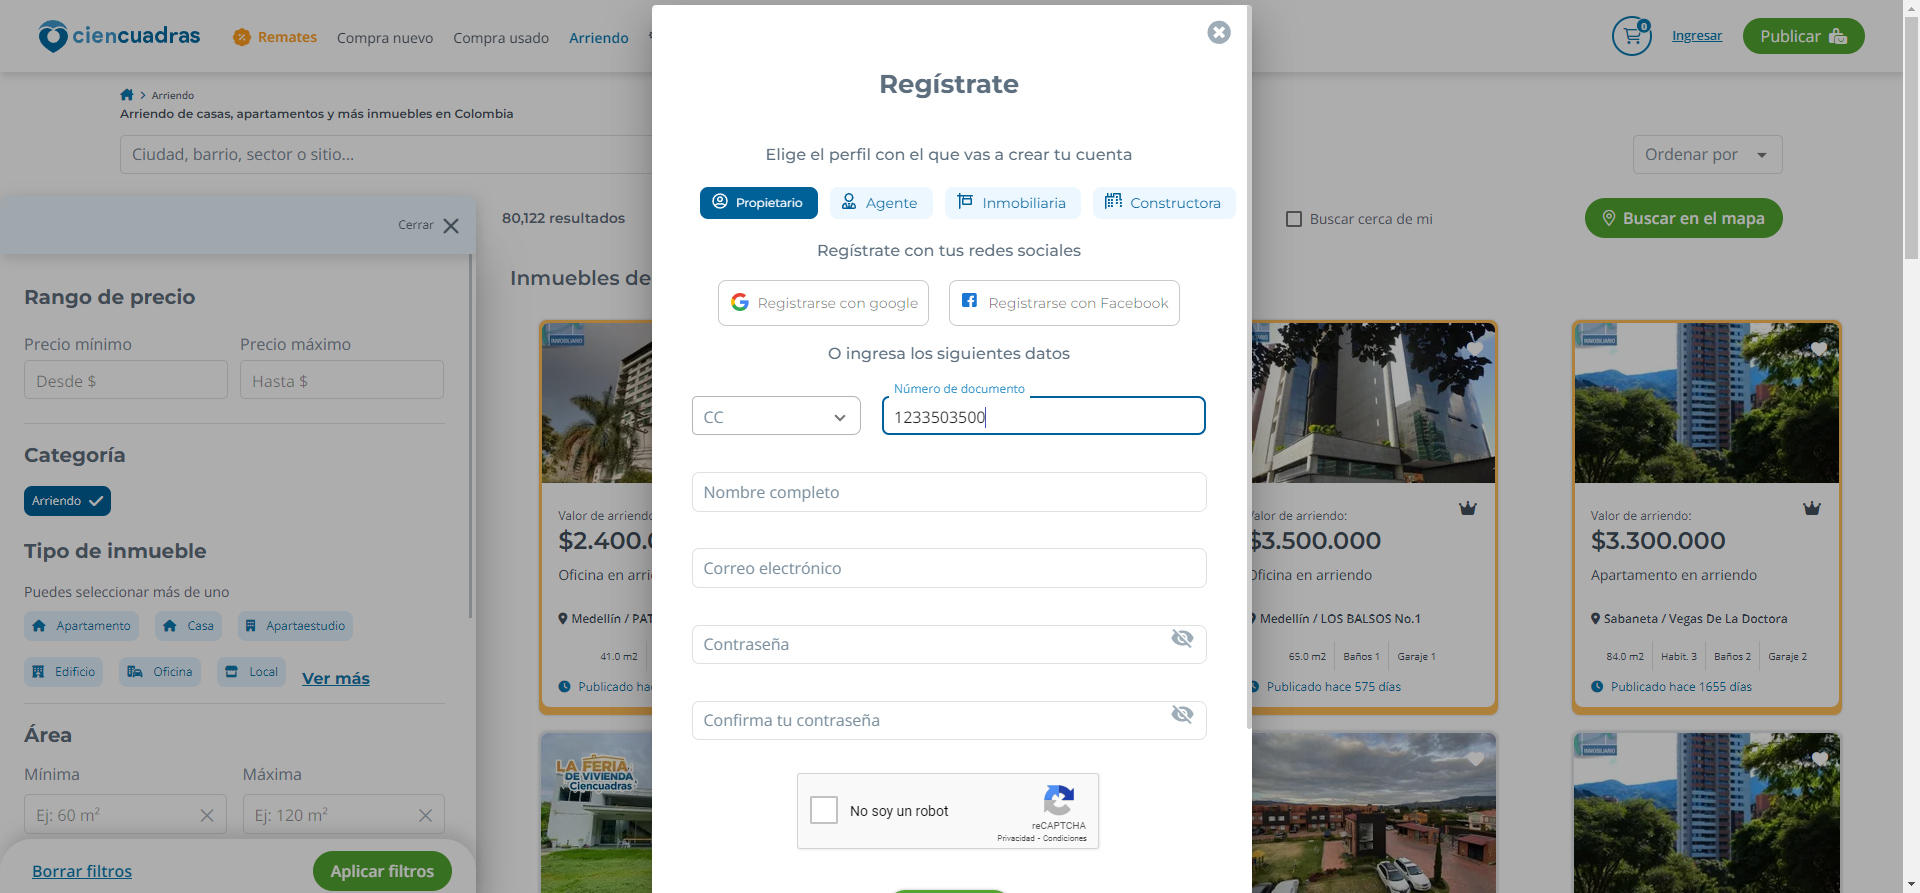 ciencuadras
Remates
Compra nuevo
Compra usado
Arriendo
0
Ingresar
Publicar
Arriendo
Arriendo de casas, apartamentos y más inmuebles en Colombia
Ciudad, barrio, sector o sitio...
Ordenar por
Cerrar
80,122 resultados
Buscar cerca de mi
Buscar en el mapa
Inmuebles de
Rango de precio
Precio mínimo
Precio máximo
Desde $
Hasta $
Categoría
Arriendo
Tipo de inmueble
Puedes seleccionar más de uno
Apartamento
Casa
Apartaestudio
Edificio
Oficina
Local
Ver más
Área
Mínima
Máxima
Ej: 60 m²
Ej: 120 m²
Borrar filtros
Aplicar filtros
Regístrate
Elige el perfil con el que vas a crear tu cuenta
Propietario
Agente
Inmobiliaria
Constructora
Regístrate con tus redes sociales
Registrarse con google
Registrarse con Facebook
O ingresa los siguientes datos
CC
Número de documento
1233503500
Nombre completo
Correo electrónico
Contraseña
Confirma tu contraseña
No soy un robot
reCAPTCHA
Privacidad - Condiciones
INMOBILIARIO
Valor de arriendo:
$2.400.
Oficina en arri
Medellín / PAT
41.0 m2
Publicado ha
Valor de arriendo:
$3.500.000
Oficina en arriendo
Medellín / LOS BALSOS No.1
65.0 m2
Baños 1
Garaje 1
Publicado hace 575 días
INMOBILIARIO
Valor de arriendo:
$3.300.000
Apartamento en arriendo
Sabaneta / Vegas De La Doctora
84.0 m2
Habit. 3
Baños 2
Garaje 2
Publicado hace 1655 días
LA FERIA
DE VIVIENDA
Ciencuadras
INMOBILIARIO